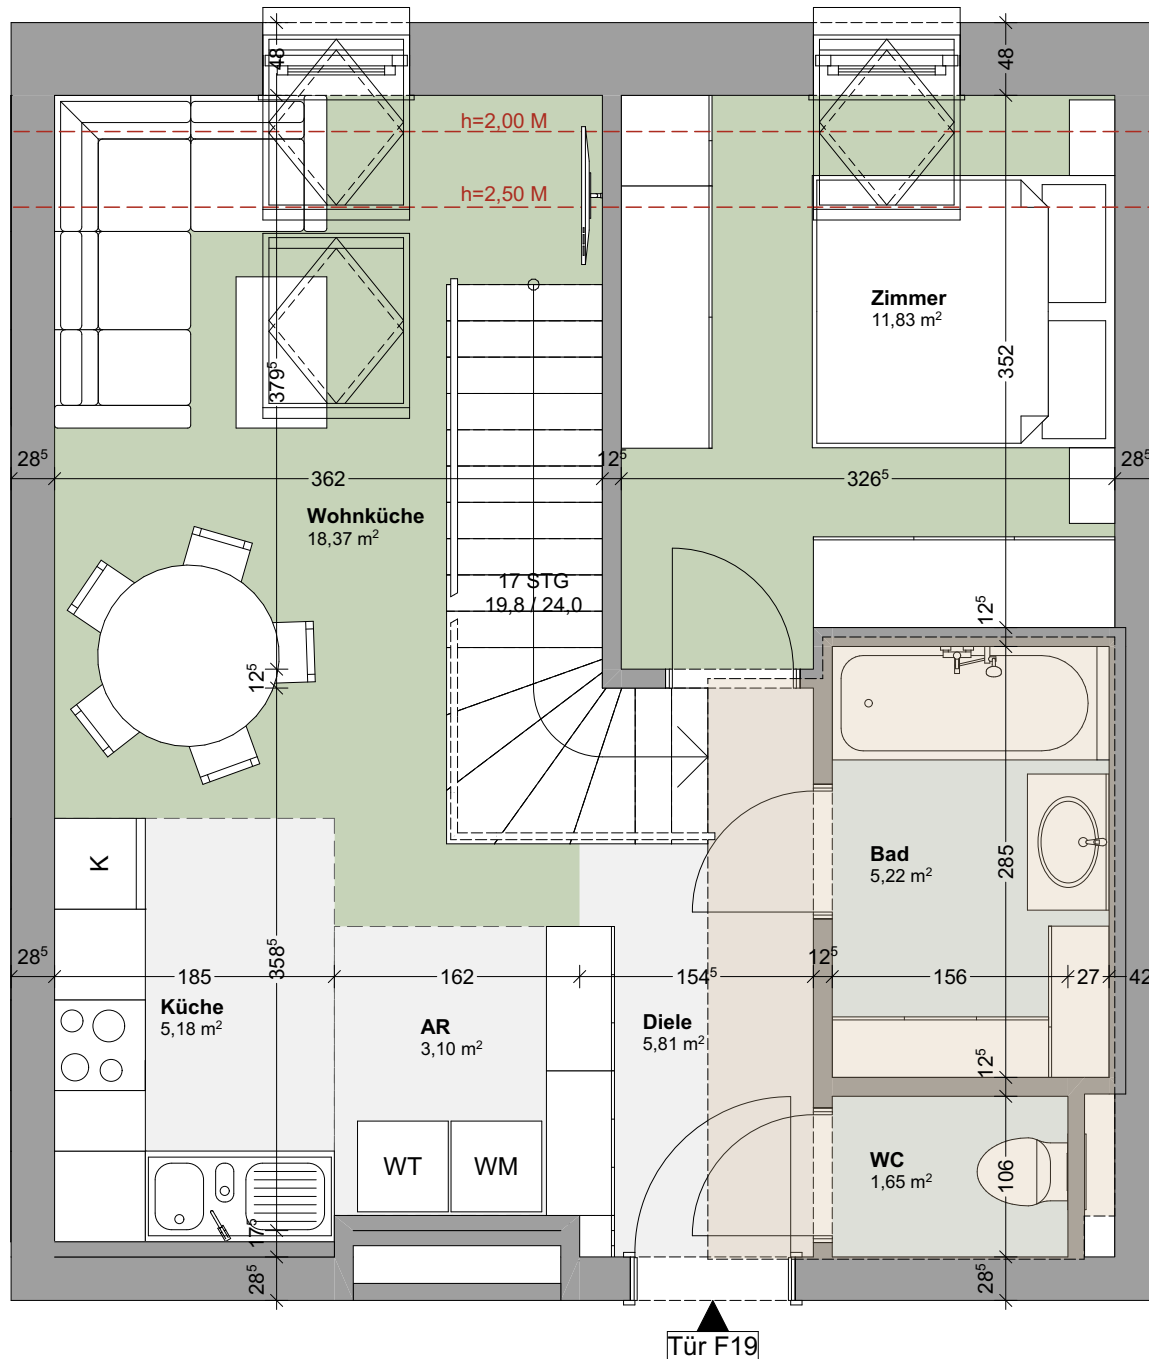 48
48
h=2,00 M
h=2,50 M
Zimmer
11,83 m²
379⁵
352
28⁵
362
12⁵
326⁵
28⁵
Wohnküche
18,37 m²
17 STG
19,8 / 24,0
12⁵
12⁵
K
Bad
5,22 m²
285
28⁵
185
358⁵
162
154⁵
12⁵
156
27
42
Küche
5,18 m²
AR
3,10 m²
Diele
5,81 m²
12⁵
WT
WM
WC
1,65 m²
106
17⁵
28⁵
28⁵
Tür F19